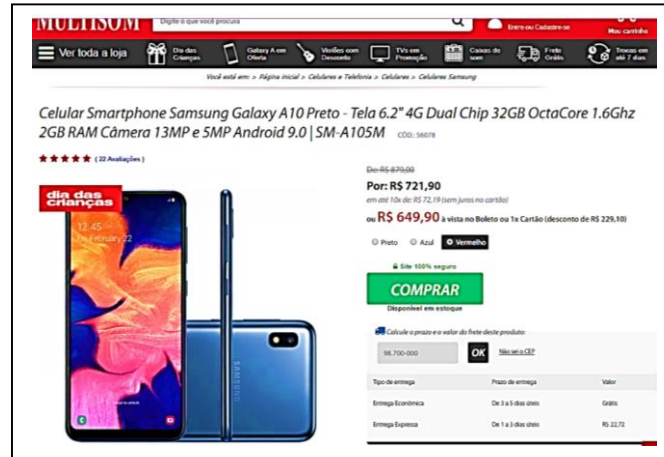 MULTISOM
Digite o que você procura
Entre ou Cadastre-se
Meu carrinho
Ver toda a loja
Dia das Crianças
Galaxy A em Oferta
Violões com Desconto
TVs em Promoção
Caixas de som
Frete Grátis
Trocas em até 7 dias
Você está em: > Página Inicial > Celulares e Telefonia > Celulares > Celulares Samsung
Celular Smartphone Samsung Galaxy A10 Preto - Tela 6.2" 4G Dual Chip 32GB OctaCore 1.6Ghz
2GB RAM Câmera 13MP e 5MP Android 9.0 | SM-A105M CÓD.: 56078
( 22 Avaliações )
dia das
crianças
12:45
Fri, February 22
SAMSUNG
De: R$ 879,00
Por: R$ 721,90
em até 10x de: R$ 72,19 (sem juros no cartão)
ou R$ 649,90 à vista no Boleto ou 1x Cartão (desconto de R$ 229,10)
Preto Azul Vermelho
Site 100% seguro
COMPRAR
Disponível em estoque
Calcule o prazo e o valor do frete deste produto:
98.700-000 OK Não sei o CEP
Tipo de entrega Prazo de entrega Valor
Entrega Econômica De 3 a 5 dias úteis Grátis
Entrega Expressa De 1 a 3 dias úteis R$ 22,72